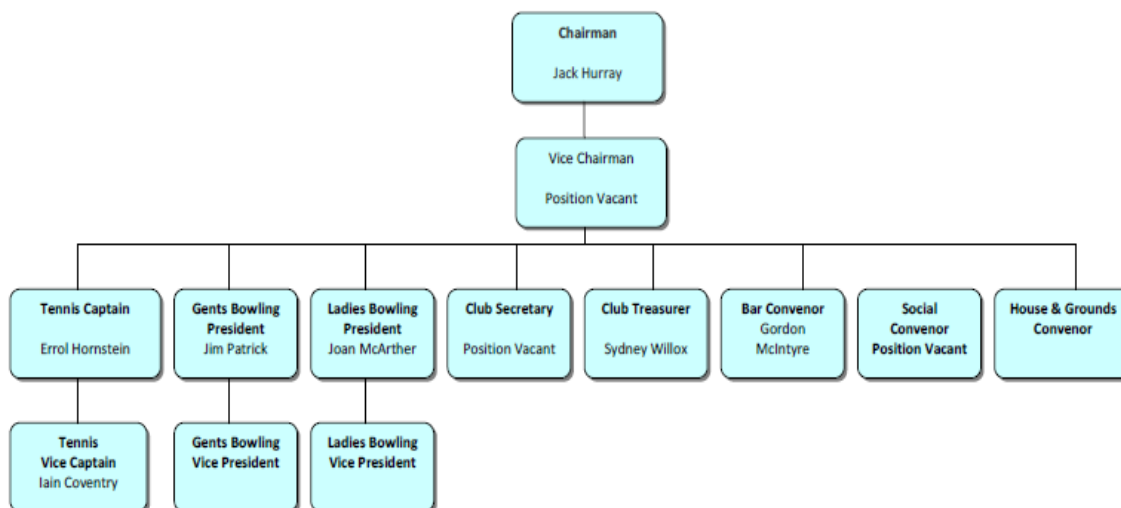 Chairman
Jack Hurray
Vice Chairman
Position Vacant
Tennis Captain
Errol Hornstein
Gents Bowling
President
Jim Patrick
Ladies Bowling
President
Joan McArther
Club Secretary
Position Vacant
Club Treasurer
Sydney Willox
Bar Convenor
Gordon
McIntyre
Social
Convenor
Position Vacant
House & Grounds
Convenor
Tennis
Vice Captain
Iain Coventry
Gents Bowling
Vice President
Ladies Bowling
Vice President